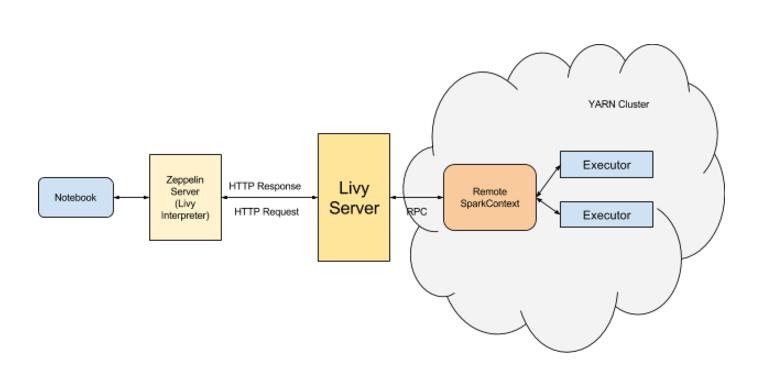 YARN Cluster
Notebook
Zeppelin
Server
(Livy
Interpreter)
HTTP Response
HTTP Request
Livy
Server
RPC
Remote
SparkContext
Executor
Executor